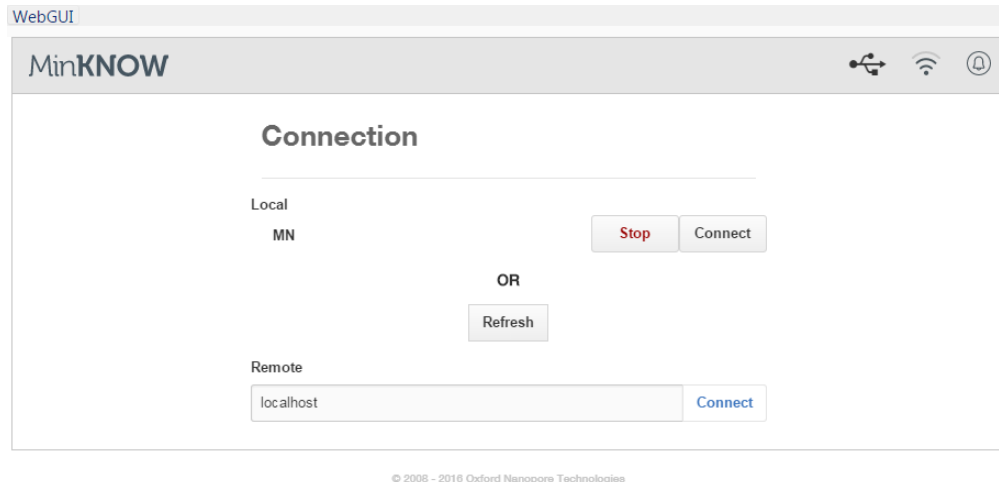 WebGUI
MinKNOW
Connection
Local
MN Stop Connect
OR
Refresh
Remote
localhost Connect
© 2008 - 2016 Oxford Nanopore Technologies